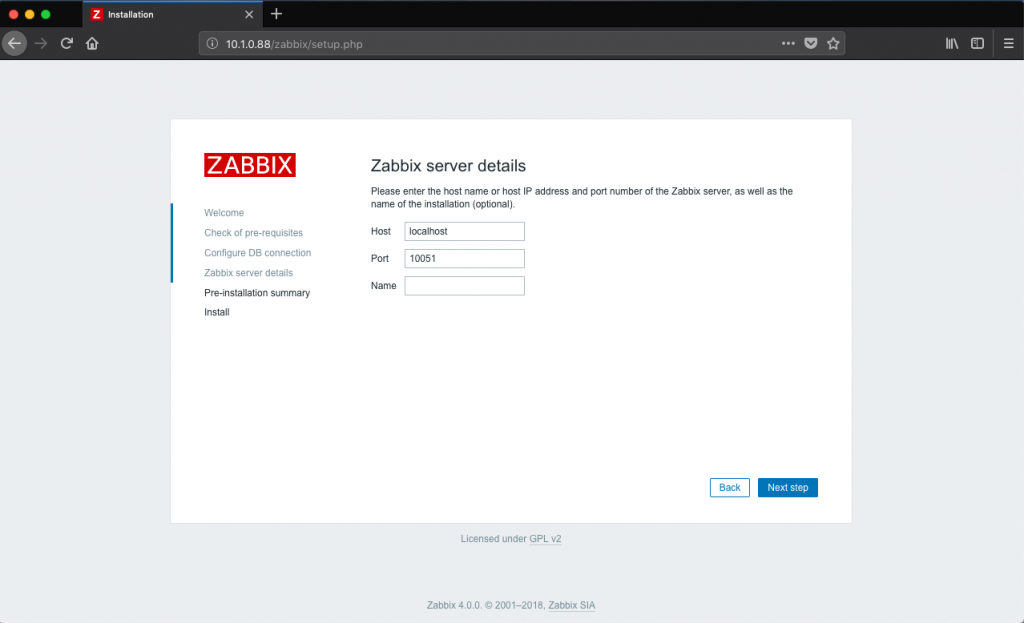 Z Installation
10.1.0.88/zabbix/setup.php
ZABBIX
Welcome
Check of pre-requisites
Configure DB connection
Zabbix server details
Pre-installation summary
Install
Zabbix server details
Please enter the host name or host IP address and port number of the Zabbix server, as well as the
name of the installation (optional).
Host localhost
Port 10051
Name
Back Next step
Licensed under GPL v2
Zabbix 4.0.0. © 2001–2018, Zabbix SIA